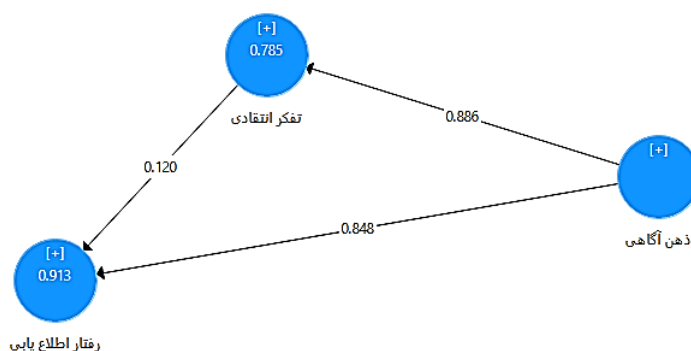 [+]
0.785
تفکر انتقادی
0.886
[+]
ذهن آگاهی
0.120
0.848
[+]
0.913
رفتار اطلاع یابی